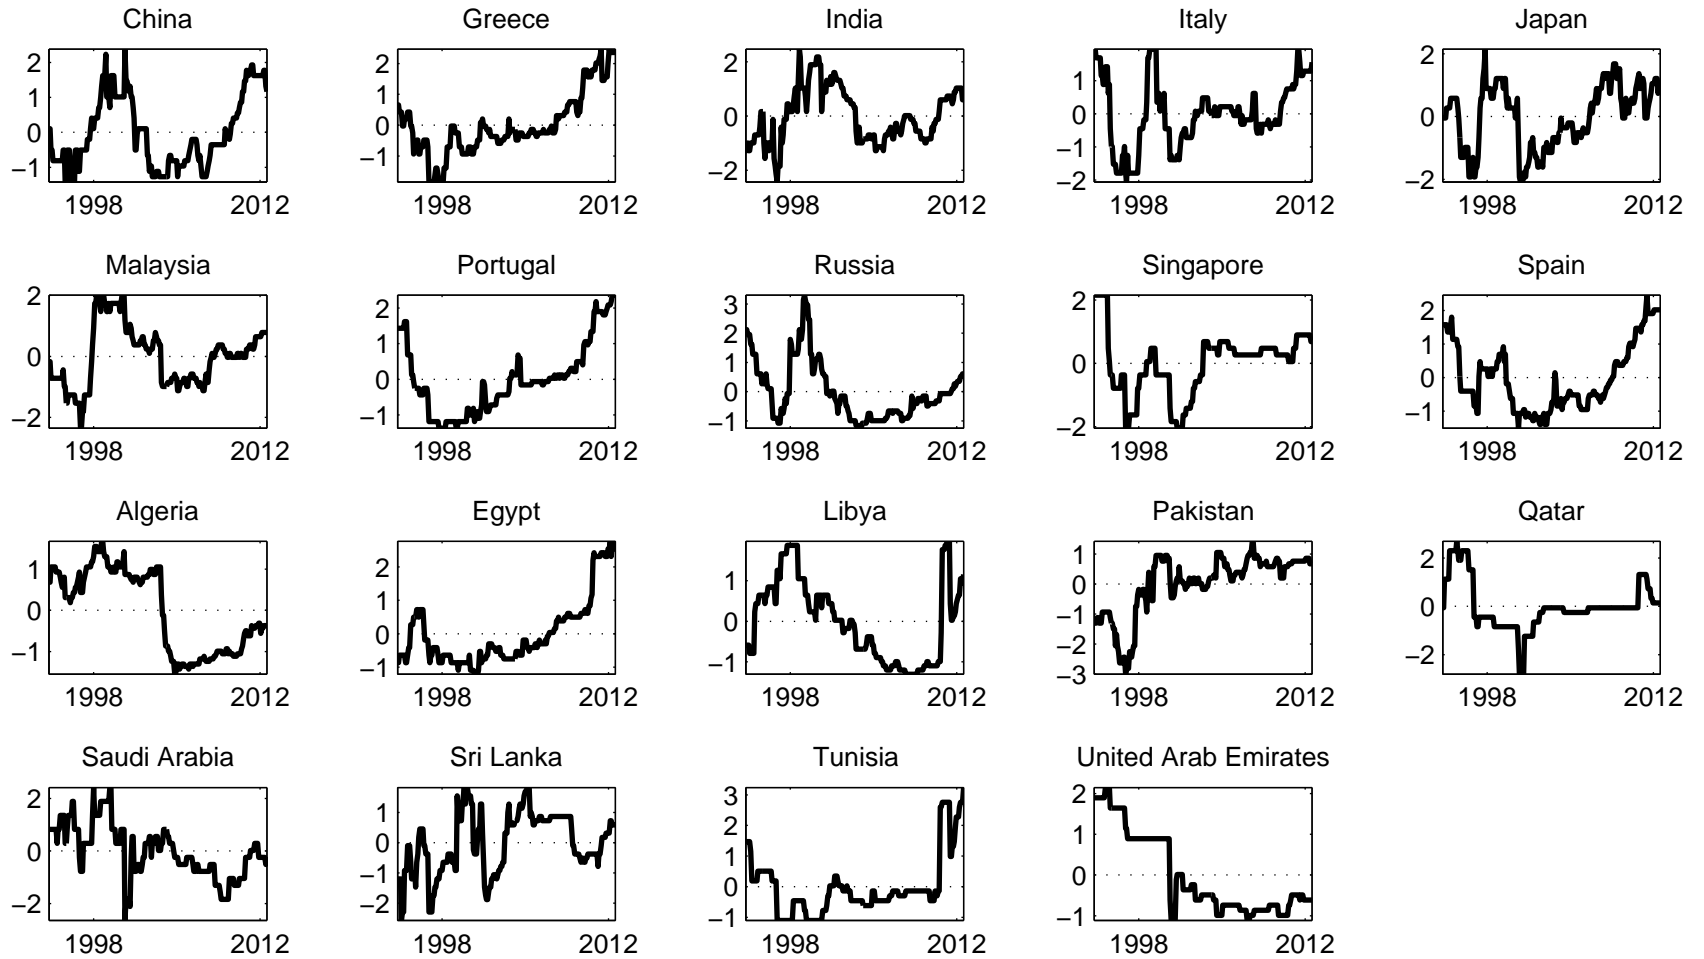 China Greece India Italy Japan
2 1 0 −1 1998 2012
2 1 0 −1 1998 2012
2 0 −2 1998 2012
1 0 −1 −2 1998 2012
2 0 −2 1998 2012
Malaysia Portugal Russia Singapore Spain
2 0 −2 1998 2012
2 1 0 −1 1998 2012
3 2 1 0 −1 1998 2012
2 0 −2 1998 2012
2 1 0 −1 1998 2012
Algeria Egypt Libya Pakistan Qatar
1 0 −1 1998 2012
2 1 0 −1 1998 2012
1 0 −1 1998 2012
1 0 −1 −2 −3 1998 2012
2 0 −2 1998 2012
Saudi Arabia Sri Lanka Tunisia United Arab Emirates
2 0 −2 1998 2012
1 0 −1 −2 1998 2012
3 2 1 0 −1 1998 2012
2 1 0 −1 1998 2012